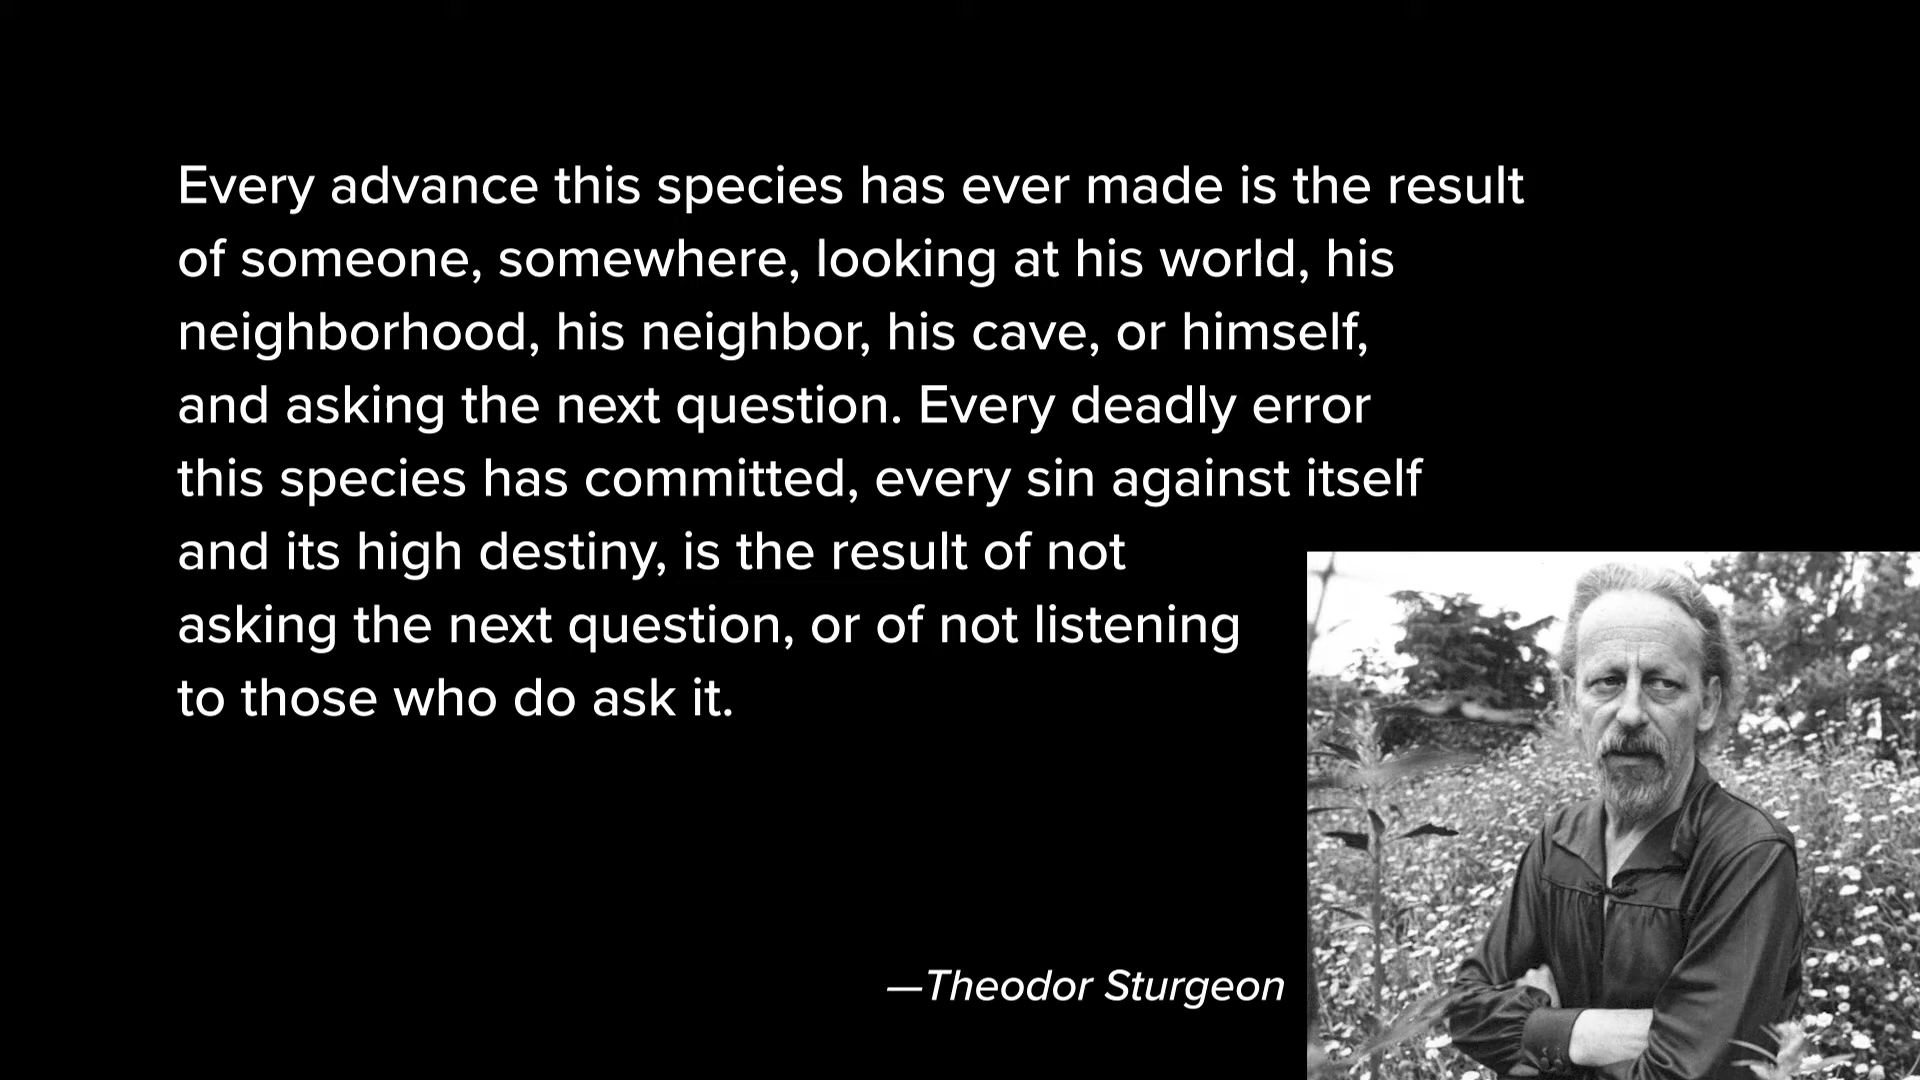 Every advance this species has ever made is the result
of someone, somewhere, looking at his world, his
neighborhood, his neighbor, his cave, or himself,
and asking the next question. Every deadly error
this species has committed, every sin against itself
and its high destiny, is the result of not
asking the next question, or of not listening
to those who do ask it.
—Theodor Sturgeon